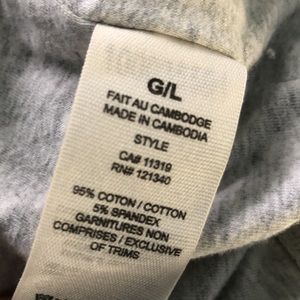 G/L
FAIT AU CAMBODGE
MADE IN CAMBODIA
STYLE
CA# 11319
RN# 121340
95% COTON / COTTON
5% SPANDEX
GARNITURES NON
COMPRISES / EXCLUSIVE
OF TRIMS